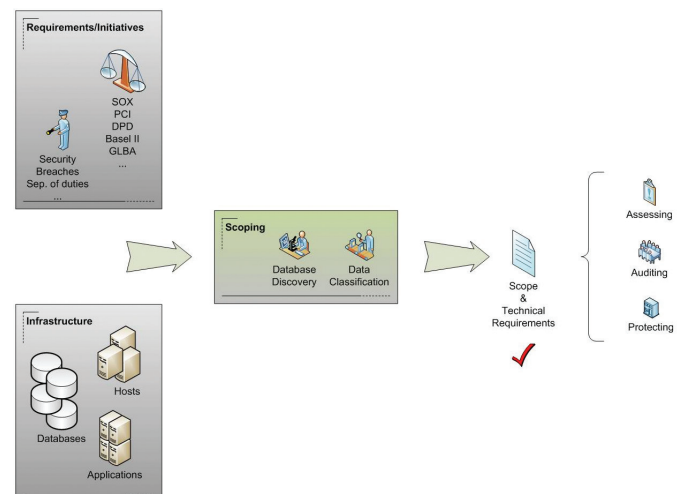 Requirements/Initiatives
SOX
PCI
DPD
Basel II
GLBA
...
Security
Breaches
Sep. of duties
...
Infrastructure
Hosts
Databases
Applications
Scoping
Database
Discovery
Data
Classification
Scope
&
Technical
Requirements
Assessing
Auditing
Protecting